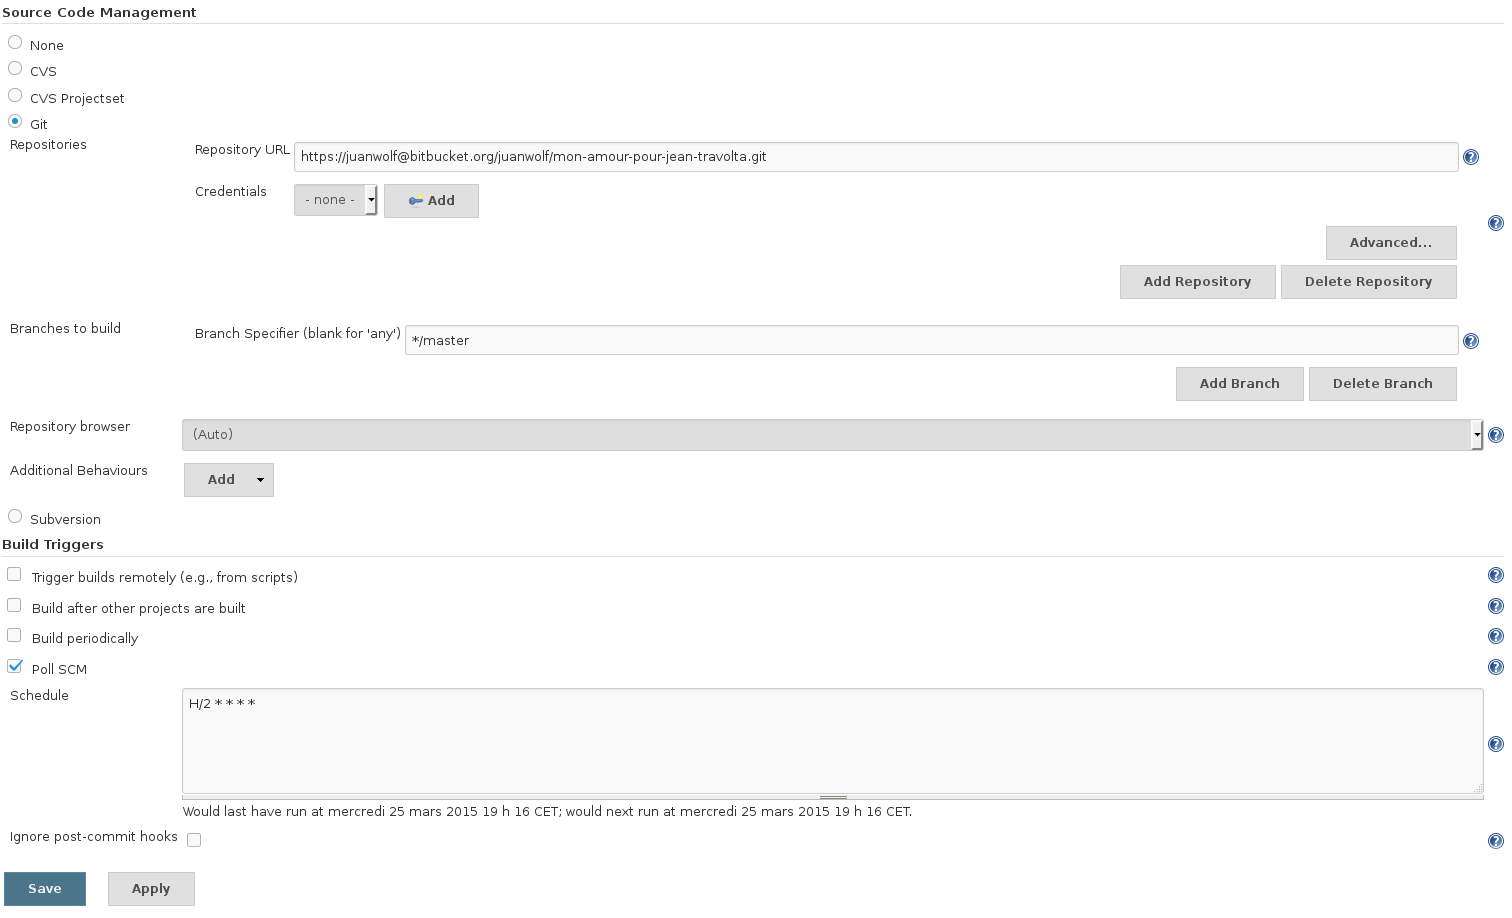 Source Code Management
None
CVS
CVS Projectset
Git
Repositories
Repository URL https://juanwolf@bitbucket.org/juanwolf/mon-amour-pour-jean-travolta.git
Credentials - none - Add
Advanced...
Add Repository Delete Repository
Branches to build Branch Specifier (blank for 'any') */master
Add Branch Delete Branch
Repository browser (Auto)
Additional Behaviours Add
Subversion
Build Triggers
Trigger builds remotely (e.g., from scripts)
Build after other projects are built
Build periodically
Poll SCM
Schedule H/2 * * * *
Would last have run at mercredi 25 mars 2015 19 h 16 CET; would next run at mercredi 25 mars 2015 19 h 16 CET.
Ignore post-commit hooks
Save Apply